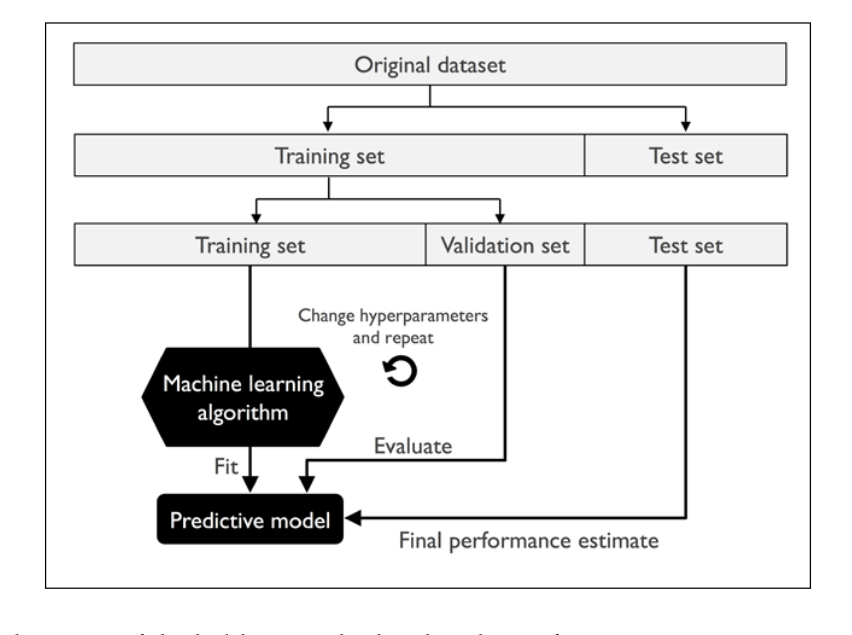 Original dataset
Training set
Test set
Training set
Validation set
Test set
Change hyperparameters
and repeat
Machine learning
algorithm
Evaluate
Fit
Predictive model
Final performance estimate